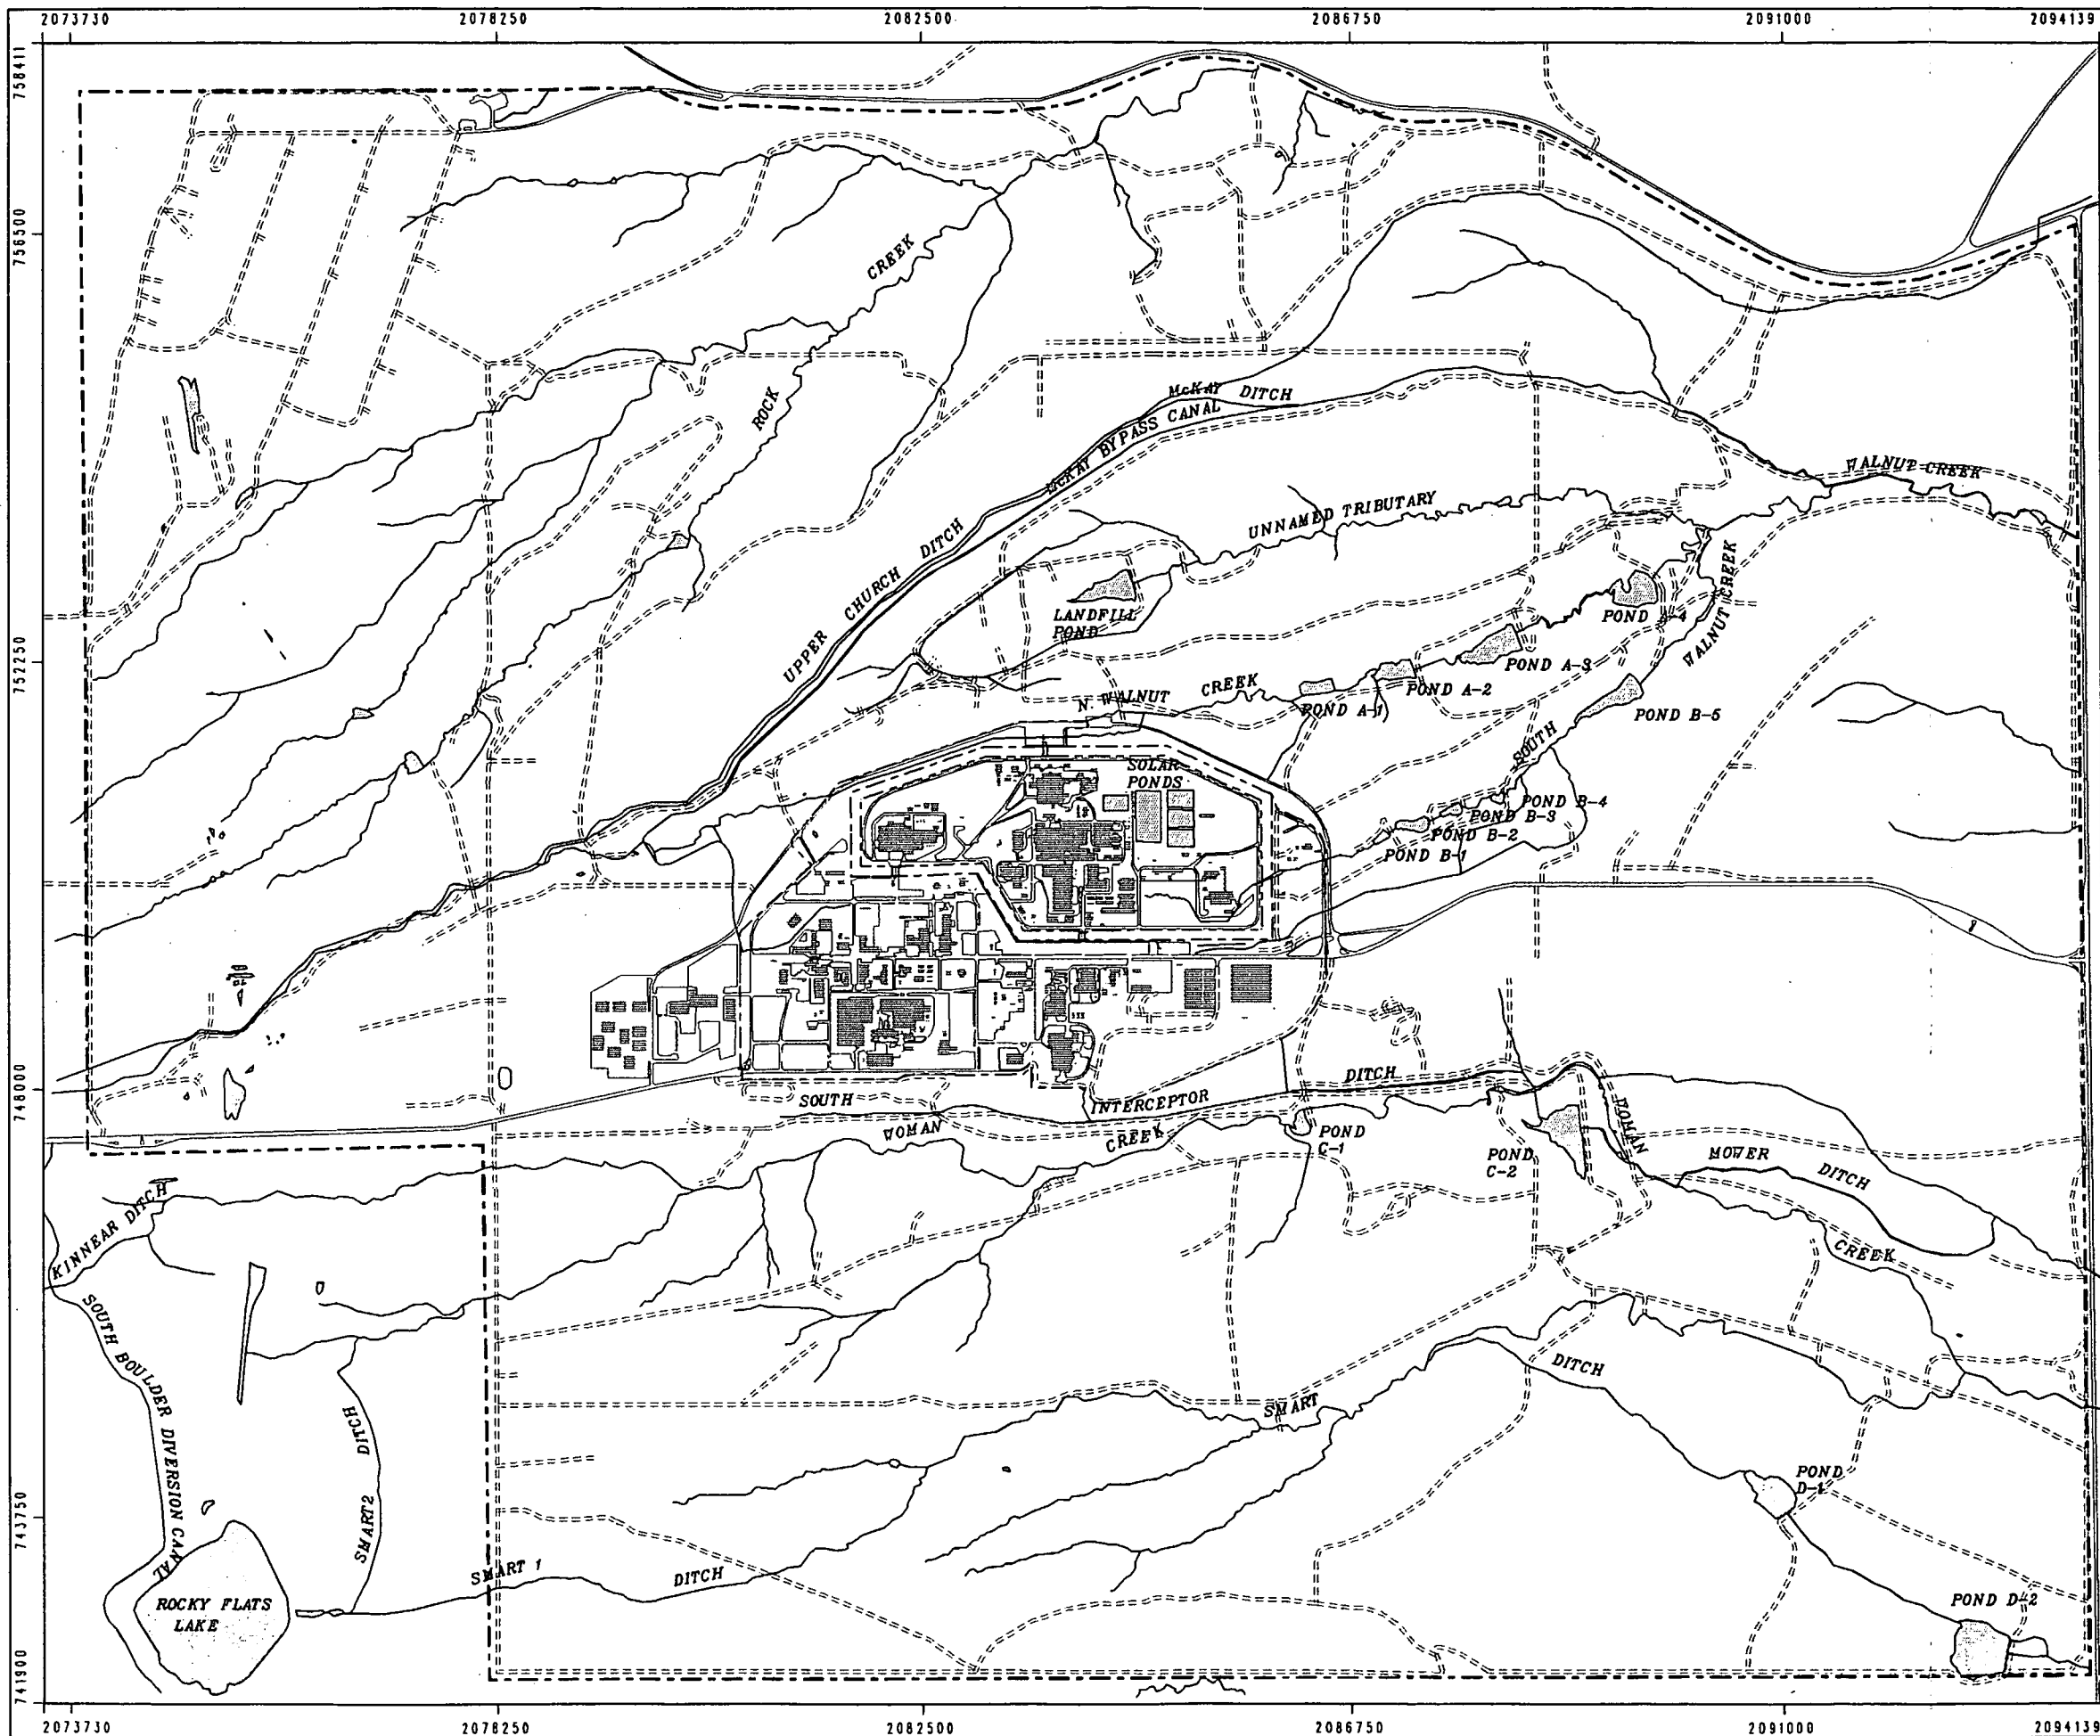 2073730 2078250 2082500 2086750 2091000 2094139
758411
756500
752250
748000
743750
741900
CREEK
ROCK
McKAY DITCH
McKAY BYPASS CANAL
UPPER CHURCH DITCH
WALNUT CREEK
UNNAMED TRIBUTARY
LANDFILL
POND
N. WALNUT CREEK
POND A-1
POND A-2
POND A-3
POND A-4
SOUTH WALNUT CREEK
POND B-5
SOLAR
PONDS
POND B-4
POND B-3
POND B-2
POND B-1
SOUTH INTERCEPTOR DITCH
WOMAN CREEK
POND
C-1
POND
C-2
WOMAN
MOWER DITCH
CREEK
KINNEAR DITCH
SOUTH BOULDER DIVERSION CANAL
SMART2 DITCH
SMART DITCH
POND
D-1
SMART 1 DITCH
ROCKY FLATS
LAKE
POND D-2
2073730 2078250 2082500 2086750 2091000 2094139